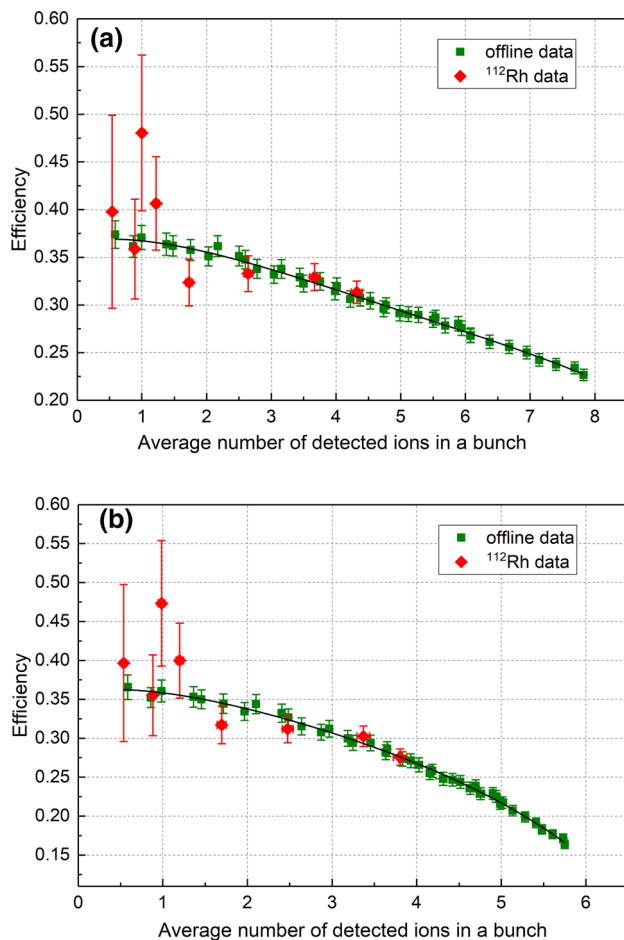 (a)
offline data
¹¹²Rh data
0.60
0.55
0.50
0.45
0.40
0.35
0.30
0.25
0.20
Efficiency
0 1 2 3 4 5 6 7 8
Average number of detected ions in a bunch
(b)
offline data
¹¹²Rh data
0.60
0.55
0.50
0.45
0.40
0.35
0.30
0.25
0.20
0.15
Efficiency
0 1 2 3 4 5 6
Average number of detected ions in a bunch